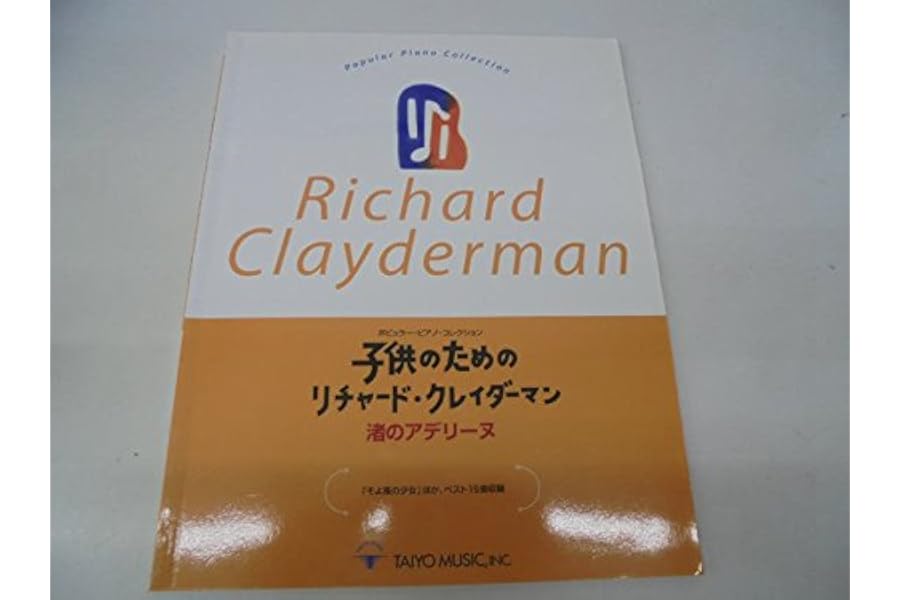 Popular Piano Collection
Richard
Clayderman
ポピュラー・ピアノ・コレクション
子供のための
リチャード・クレイダーマン
渚のアデリーヌ
「そよ風の少女」ほか、ベスト15曲収録
TAIYO MUSIC, INC